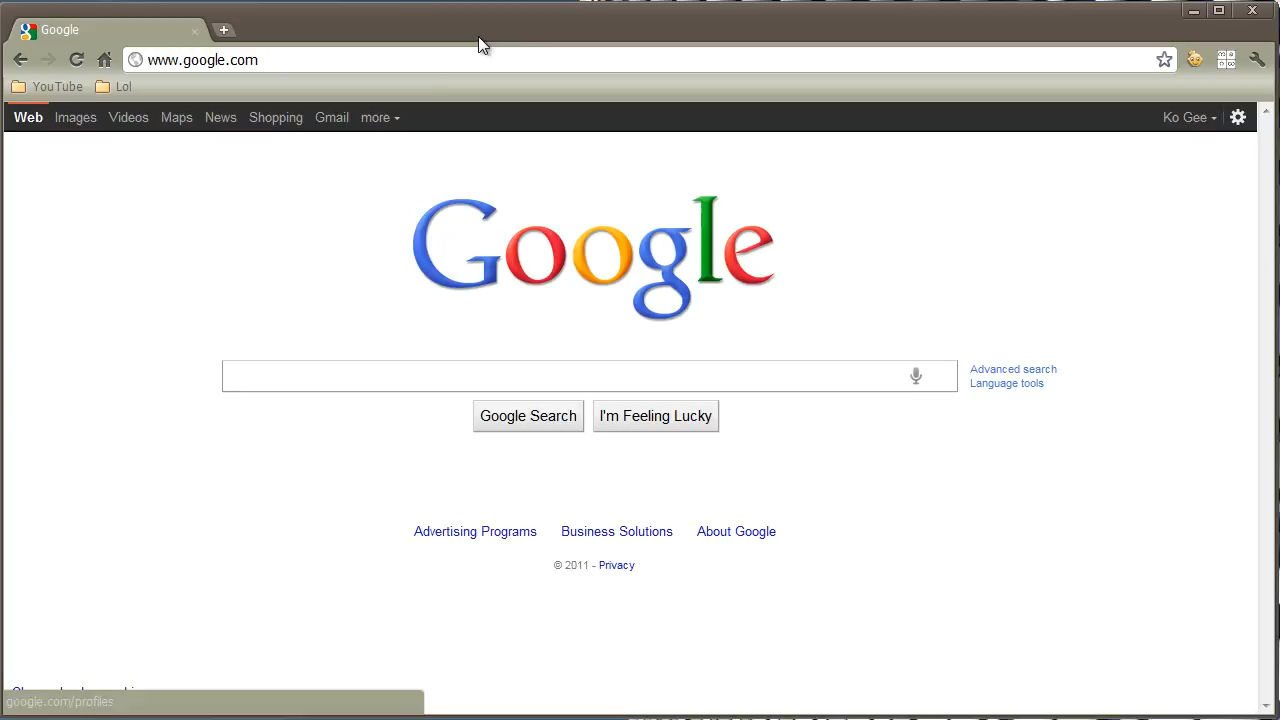 Google
www.google.com
YouTube Lol
Web Images Videos Maps News Shopping Gmail more Ko Gee
Google
Advanced search
Language tools
Google Search I'm Feeling Lucky
Advertising Programs Business Solutions About Google
© 2011 - Privacy
google.com/profiles